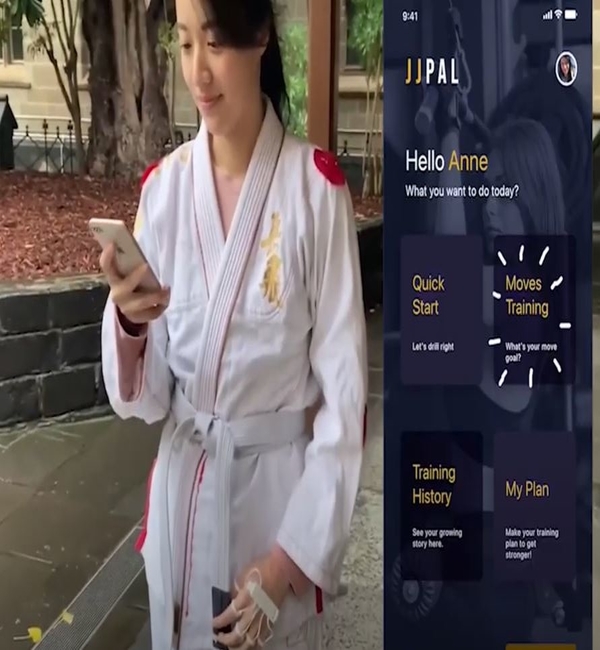 9:41
JJPAL
Hello Anne
What you want to do today?
Quick
Start
Let's drill right
Moves
Training
What's your move
goal?
Training
History
See your growing
story here.
My Plan
Make your training
plan to get
stronger!